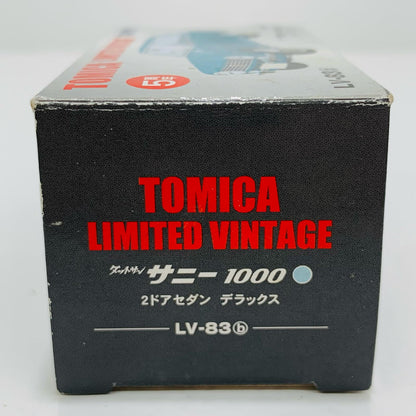 TOMICA
LIMITED VINTAGE
ダットサン サニー 1000
2ドアセダン デラックス
LV-83ⓑ
TOMICA